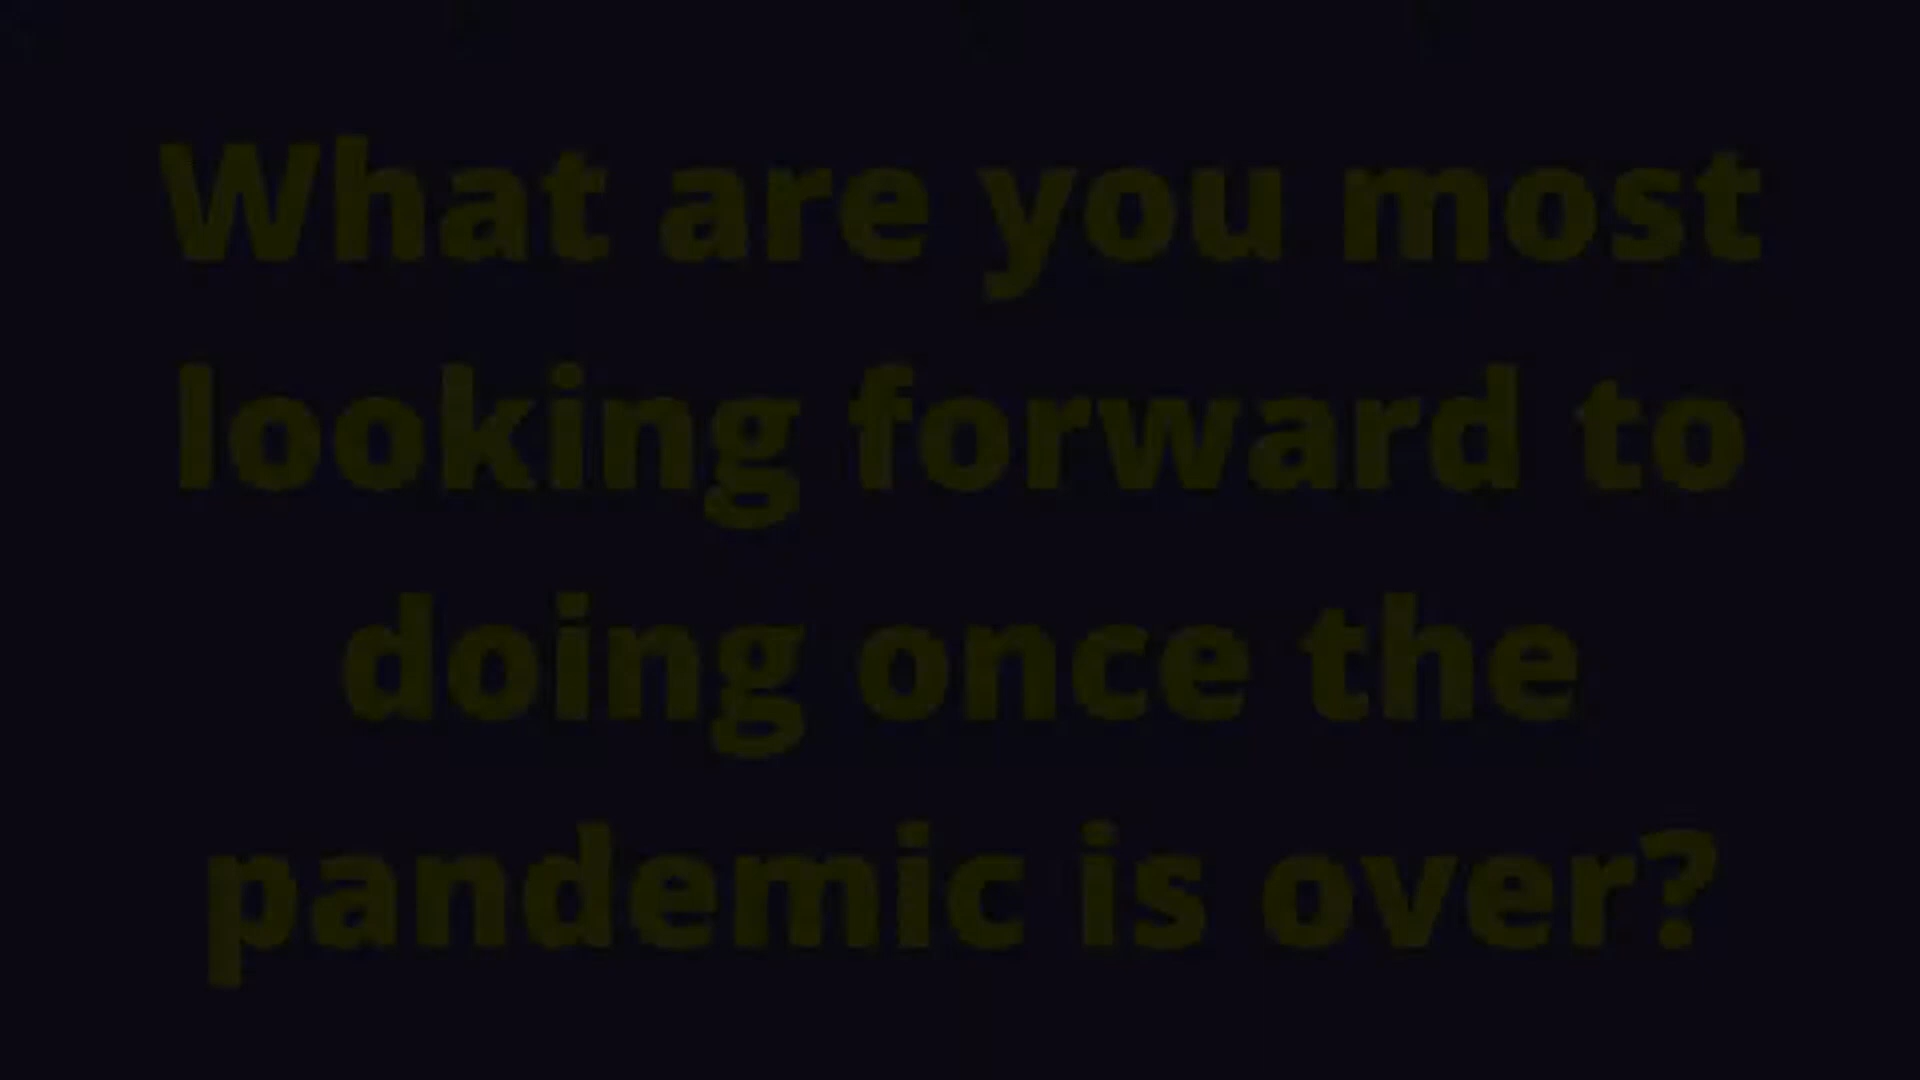 What are you most
looking forward to
doing once the
pandemic is over?